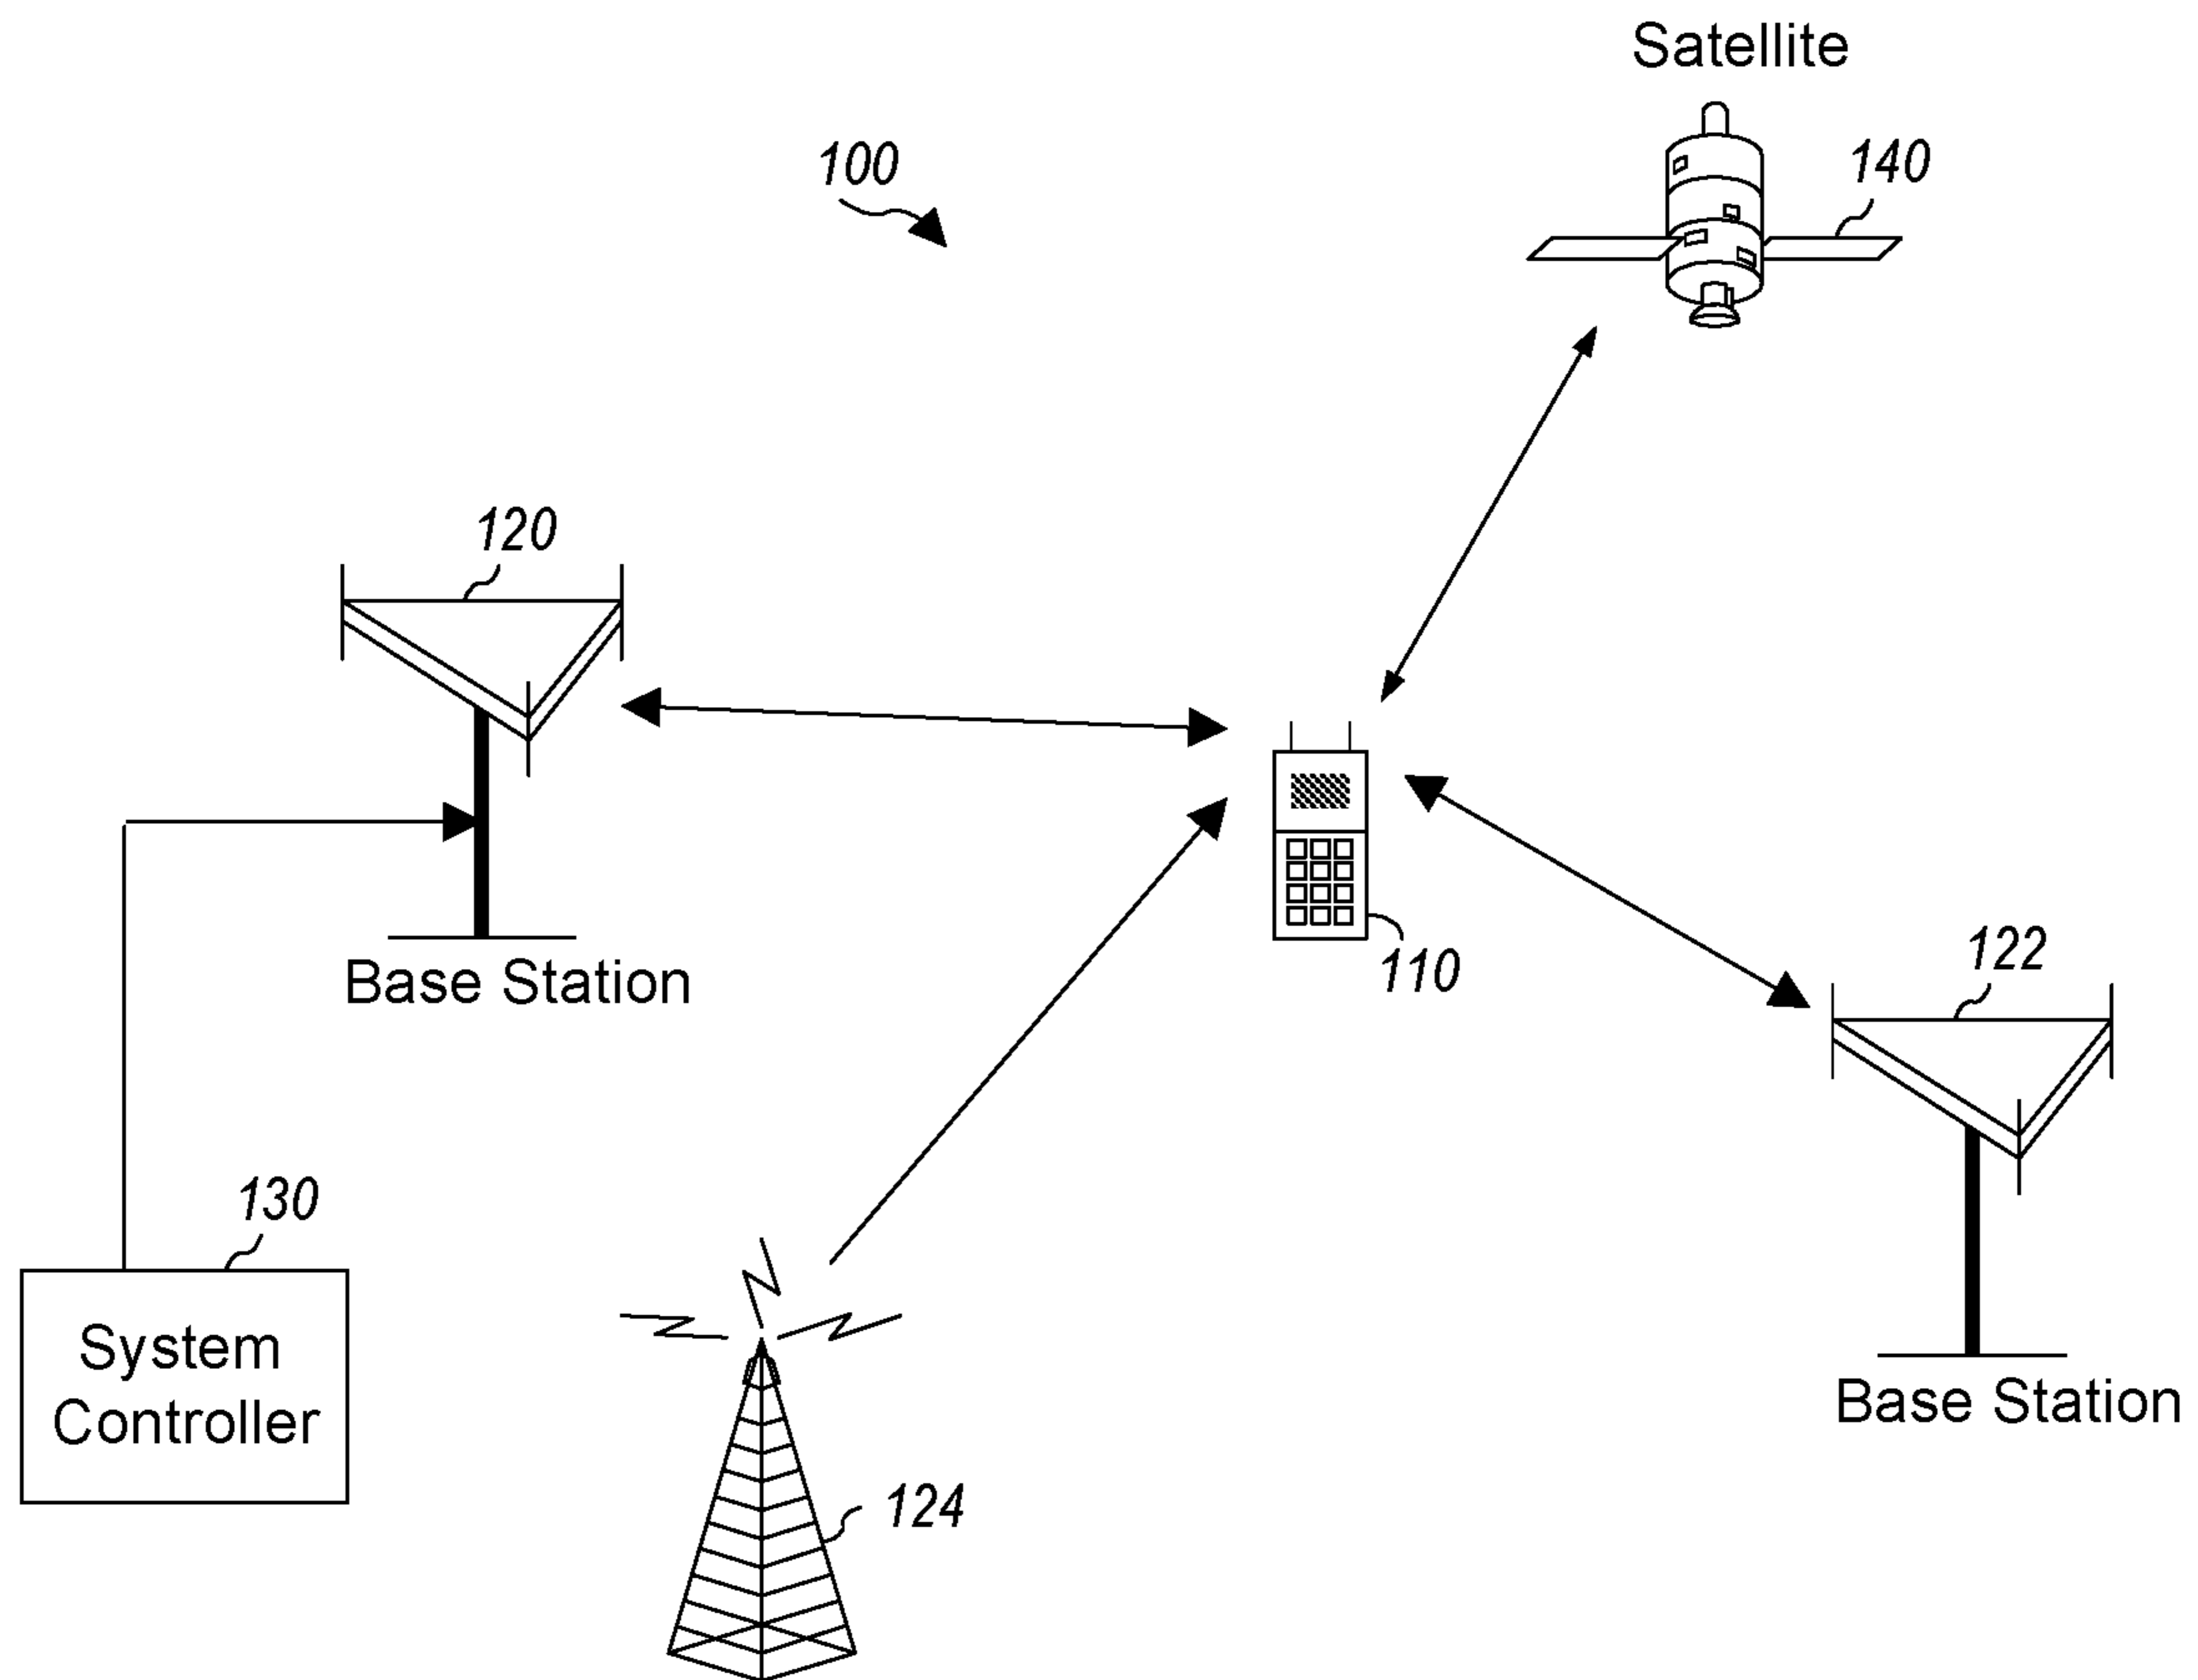 Satellite
100
140
120
Base Station
110
122
130
System
Controller
Base Station
124